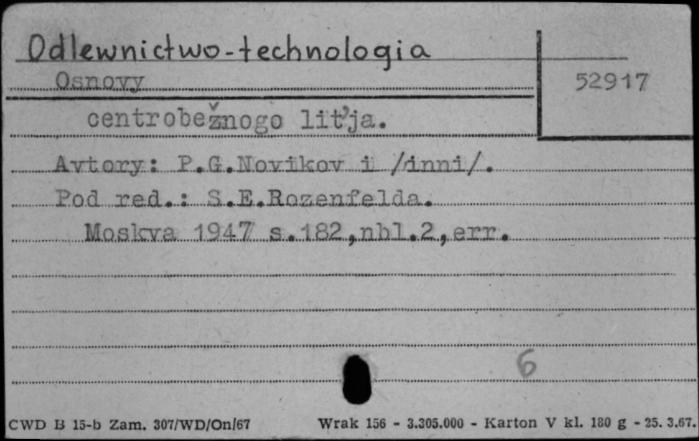 Odlewnictwo-technologia
Osnovy
52917
centrobežnogo lit'ja.
Avtory: P.G.Novikov i /inni/.
Pod red.: S.E.Rozenfelda.
Moskva 1947 s.182,nbl.2,err.
6
CWD B 15-b Zam. 307/WD/On/67 Wrak 156 - 3.305.000 - Karton V kl. 180 g - 25.3.67.